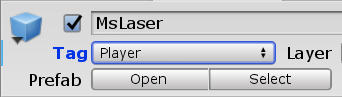 MsLaser
Tag Player Layer
Prefab Open Select